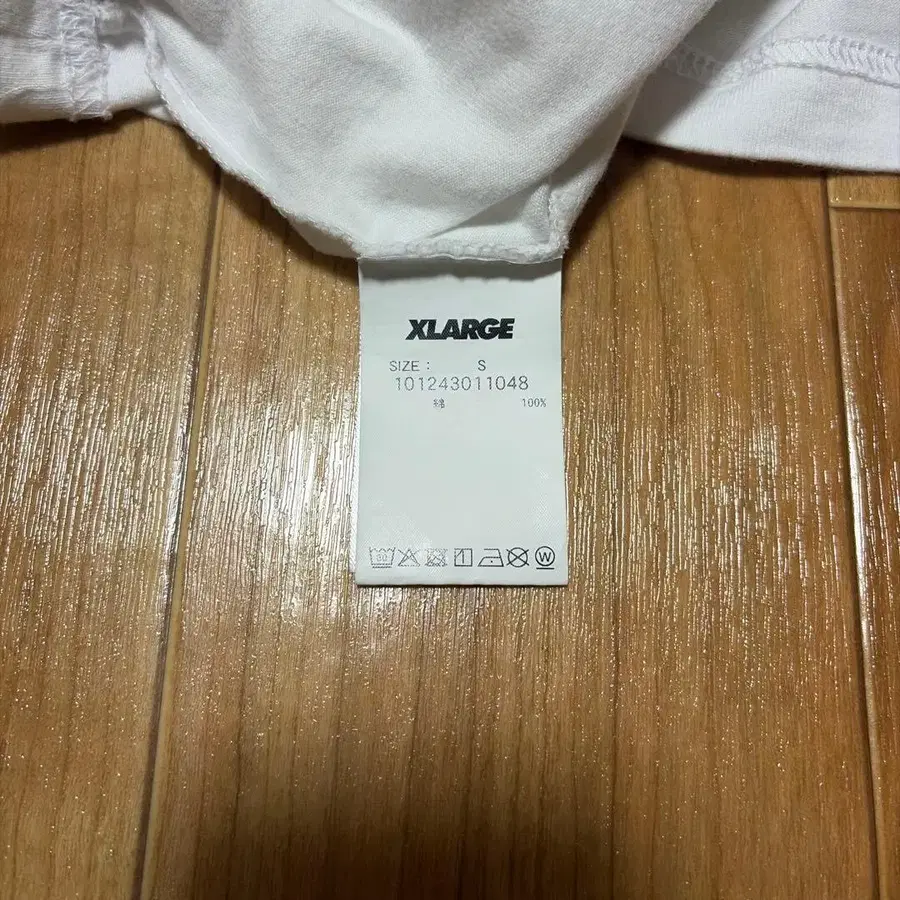 XLARGE
SIZE : S
101243011048
綿 100%
W